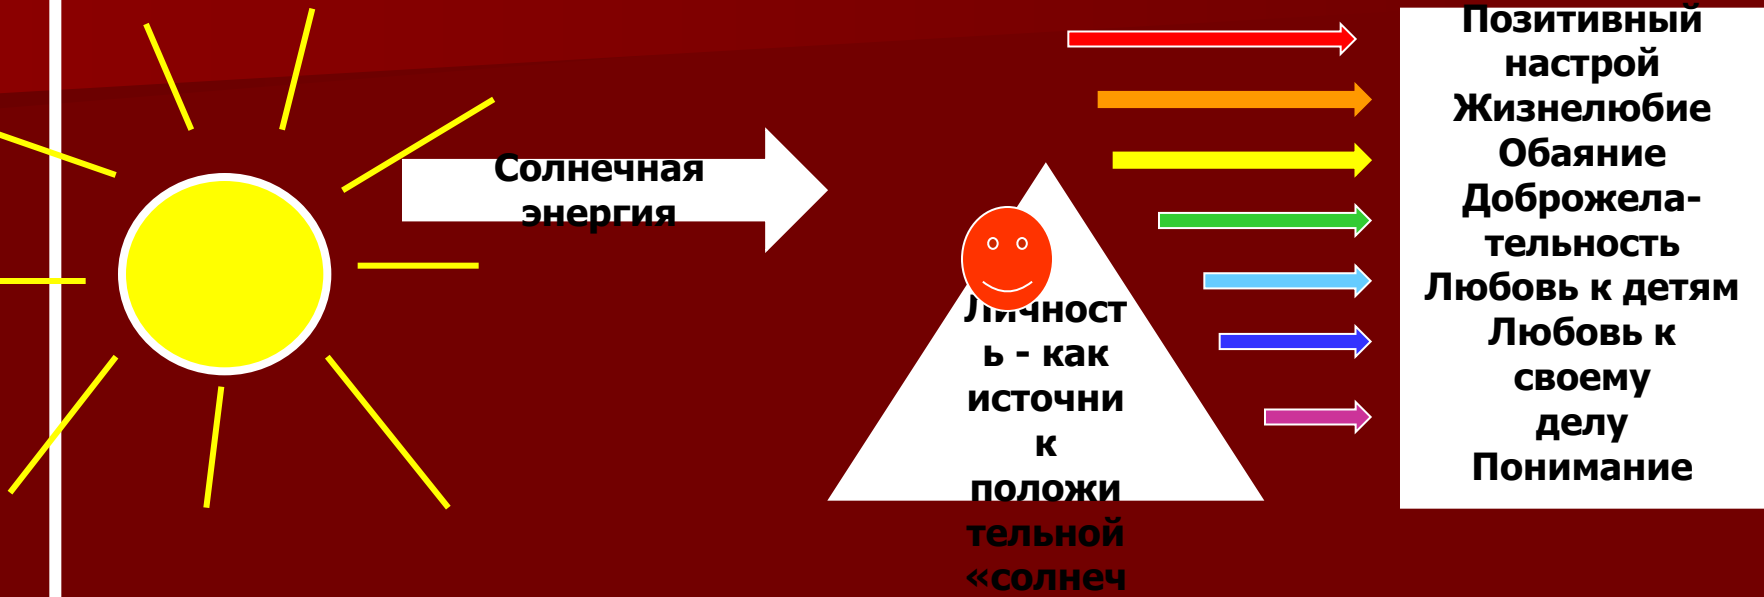 Солнечная
энергия
Личност
ь - как
источни
к
положи
тельной
«солнеч
Позитивный
настрой
Жизнелюбие
Обаяние
Доброжела-
тельность
Любовь к детям
Любовь к
своему
делу
Понимание